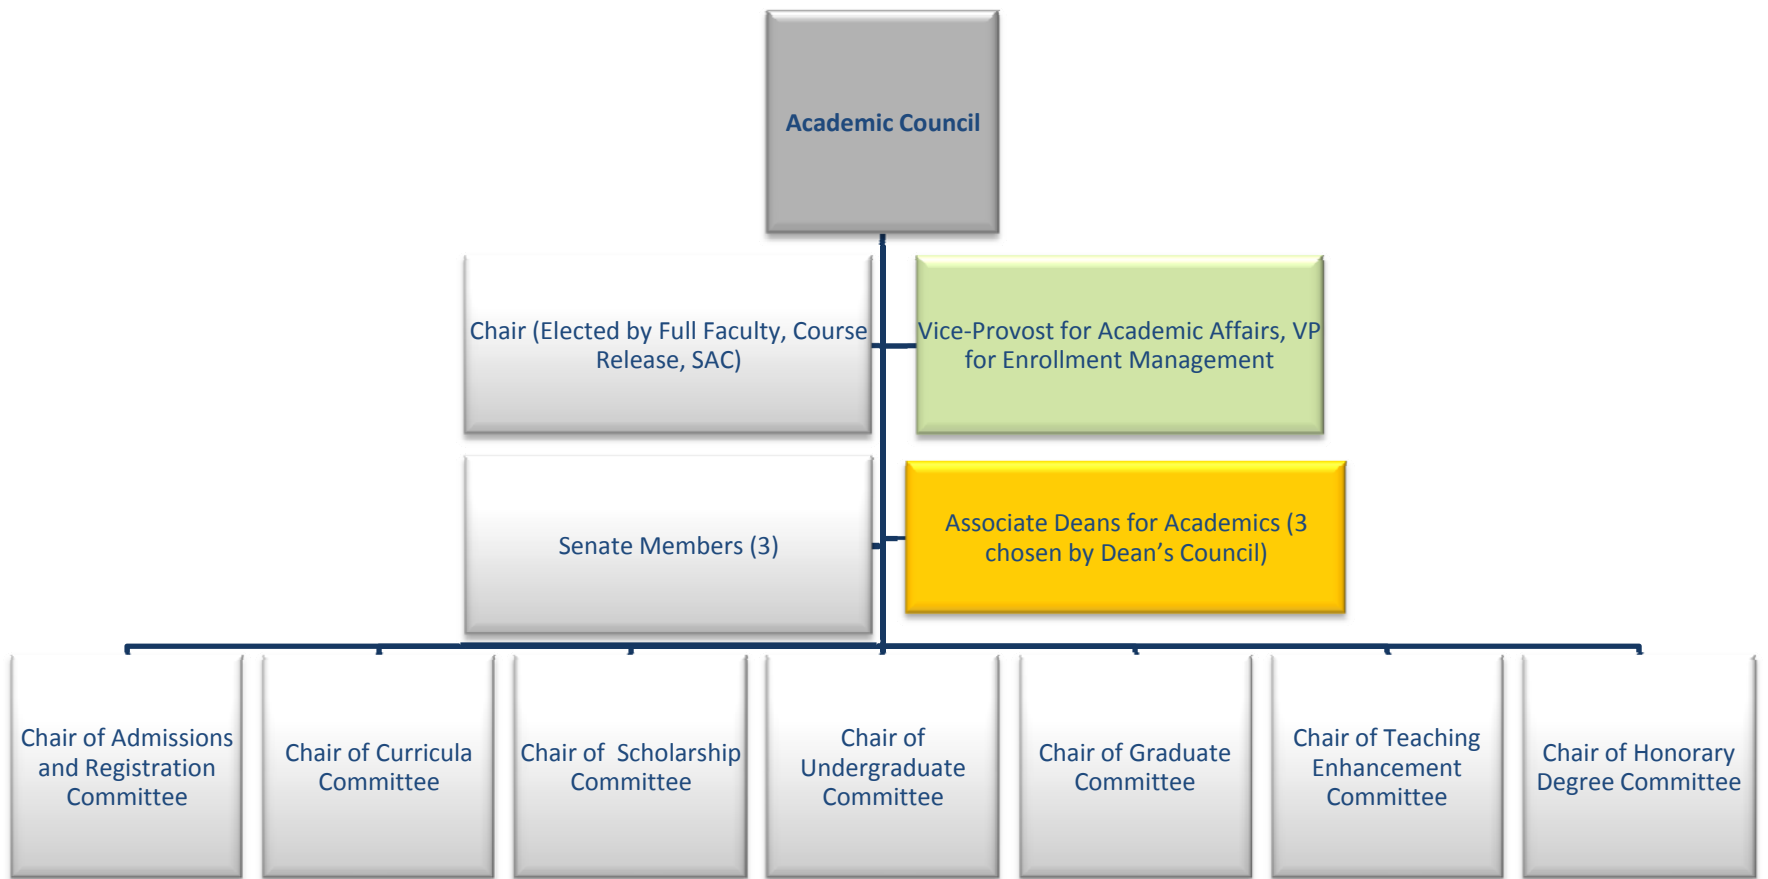 Academic Council
Chair (Elected by Full Faculty, Course
Release, SAC)
Vice-Provost for Academic Affairs, VP
for Enrollment Management
Senate Members (3)
Associate Deans for Academics (3
chosen by Dean’s Council)
Chair of Admissions
and Registration
Committee
Chair of Curricula
Committee
Chair of  Scholarship
Committee
Chair of
Undergraduate
Committee
Chair of Graduate
Committee
Chair of Teaching
Enhancement
Committee
Chair of Honorary
Degree Committee